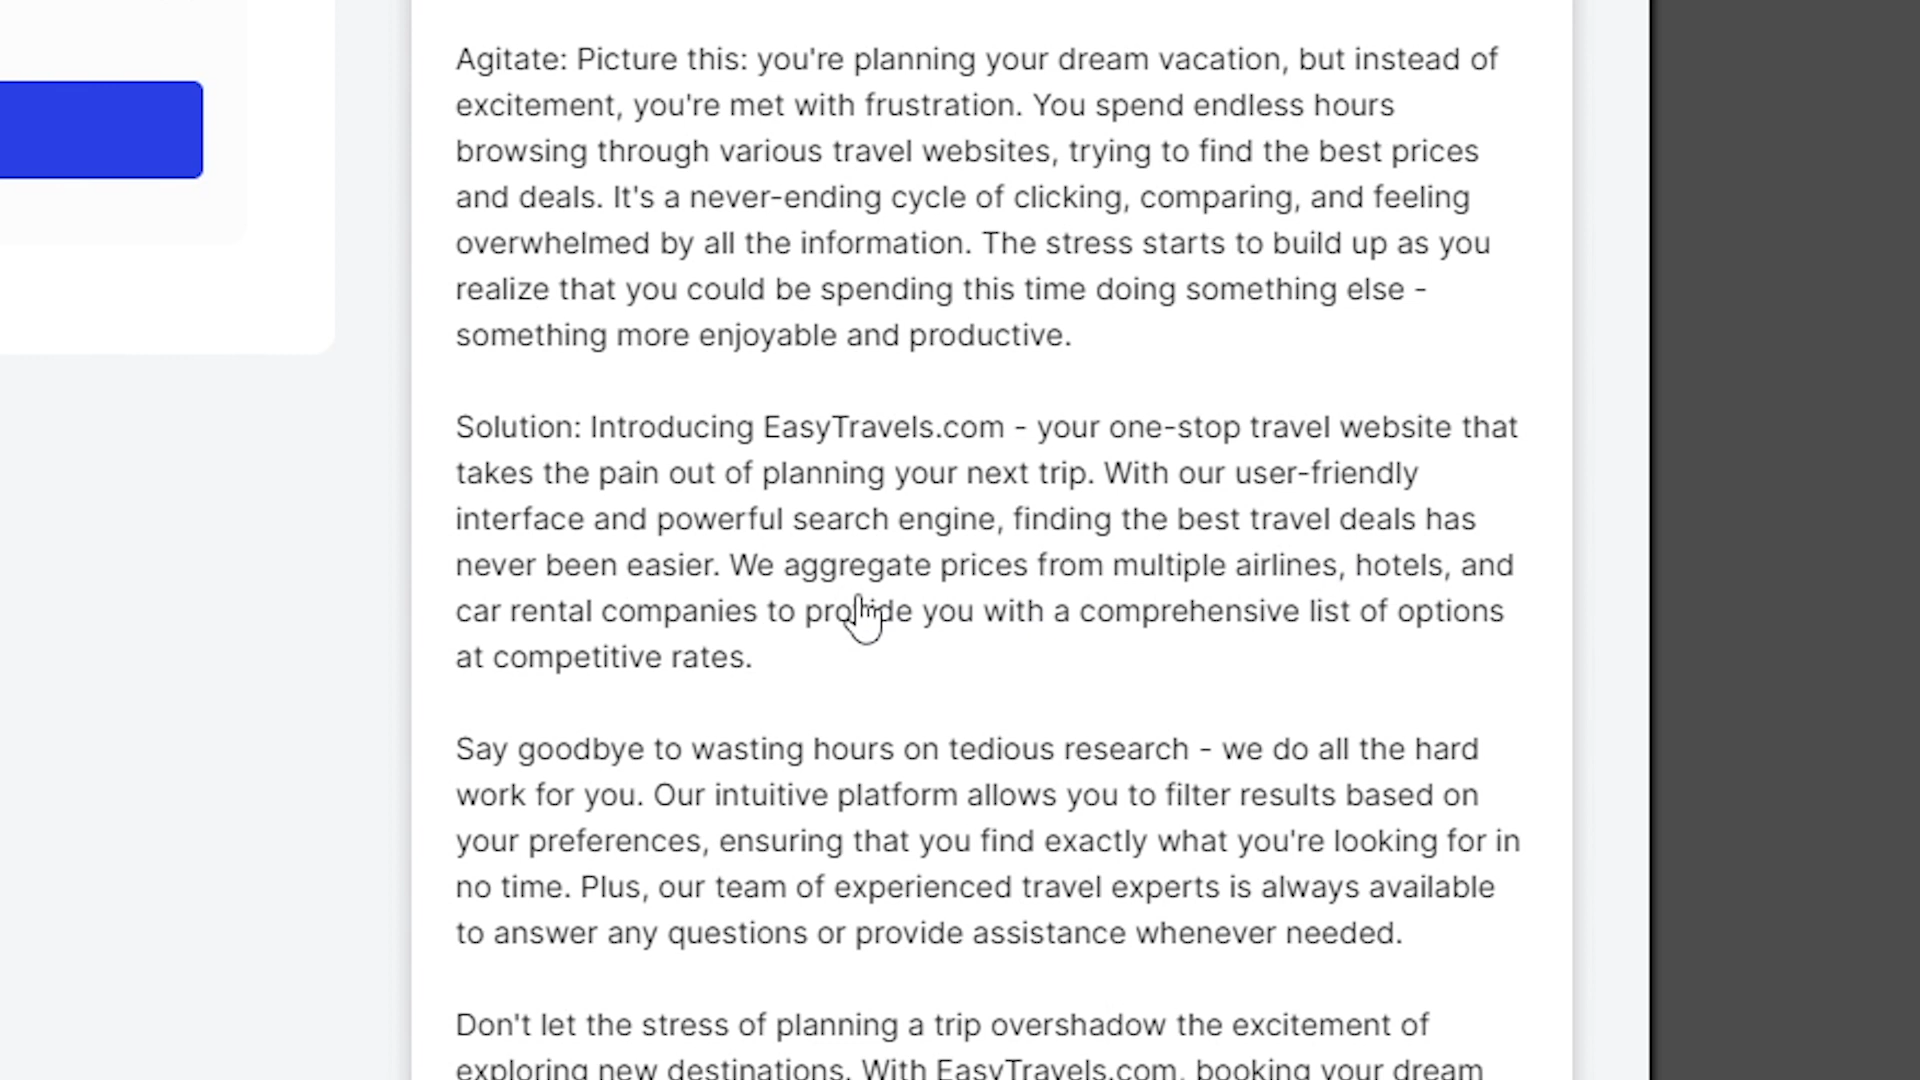 Agitate: Picture this: you're planning your dream vacation, but instead of
excitement, you're met with frustration. You spend endless hours
browsing through various travel websites, trying to find the best prices
and deals. It's a never-ending cycle of clicking, comparing, and feeling
overwhelmed by all the information. The stress starts to build up as you
realize that you could be spending this time doing something else -
something more enjoyable and productive.
Solution: Introducing EasyTravels.com - your one-stop travel website that
takes the pain out of planning your next trip. With our user-friendly
interface and powerful search engine, finding the best travel deals has
never been easier. We aggregate prices from multiple airlines, hotels, and
car rental companies to provide you with a comprehensive list of options
at competitive rates.
Say goodbye to wasting hours on tedious research - we do all the hard
work for you. Our intuitive platform allows you to filter results based on
your preferences, ensuring that you find exactly what you're looking for in
no time. Plus, our team of experienced travel experts is always available
to answer any questions or provide assistance whenever needed.
Don't let the stress of planning a trip overshadow the excitement of
exploring new destinations. With EasyTravels.com, booking your dream